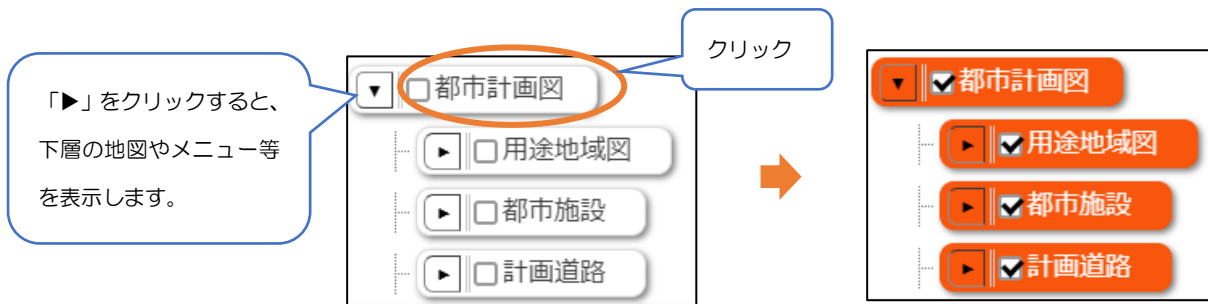 「▶」をクリックすると、
下層の地図やメニュー等
を表示します。
▼ 都市計画図
▶ 用途地域図
▶ 都市施設
▶ 計画道路
クリック
▼ 都市計画図
▶ 用途地域図
▶ 都市施設
▶ 計画道路